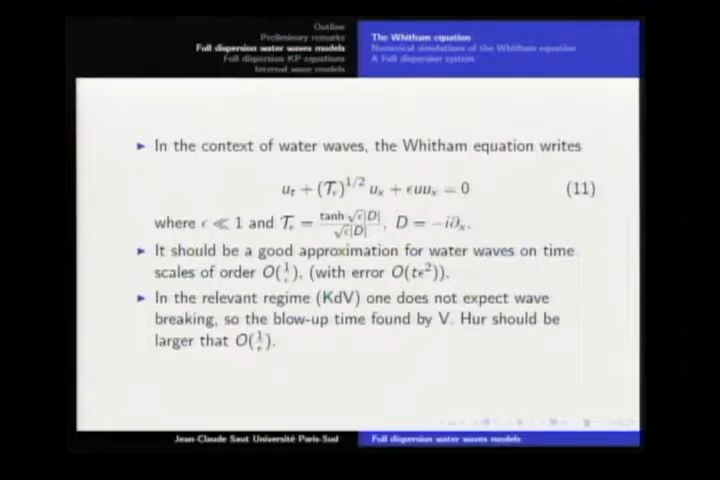 Outline
Preliminary remarks
Full dispersion water waves models
Full dispersion KP equations
Internal wave models
The Whitham equation
Numerical simulations of the Whitham equation
A Full dispersion system
▶ In the context of water waves, the Whitham equation writes
u_t + (𝒯_ϵ)^{1/2} u_x + ϵuu_x = 0 (11)
where ϵ ≪ 1 and 𝒯_ϵ = \frac{tanh √ϵ|D|}{√ϵ|D|}, D = −i∂_x.
▶ It should be a good approximation for water waves on time
scales of order O(\frac{1}{ϵ}), (with error O(tϵ²)).
▶ In the relevant regime (KdV) one does not expect wave
breaking, so the blow-up time found by V. Hur should be
larger that O(\frac{1}{ϵ}).
Jean-Claude Saut Université Paris-Sud
Full dispersion water waves models